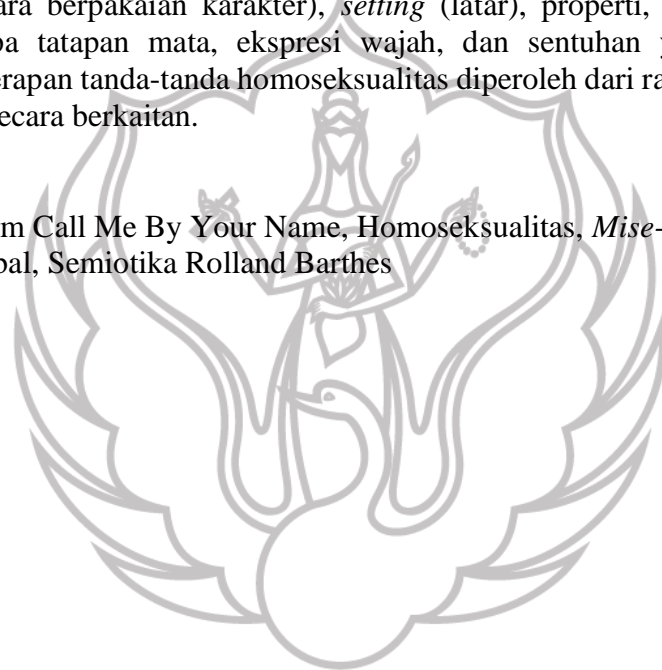 ara berpakaian karakter), setting (latar), properti,
pa tatapan mata, ekspresi wajah, dan sentuhan y
erapan tanda-tanda homoseksualitas diperoleh dari ra
ecara berkaitan.
m Call Me By Your Name, Homoseksualitas, Mise-
bal, Semiotika Rolland Barthes